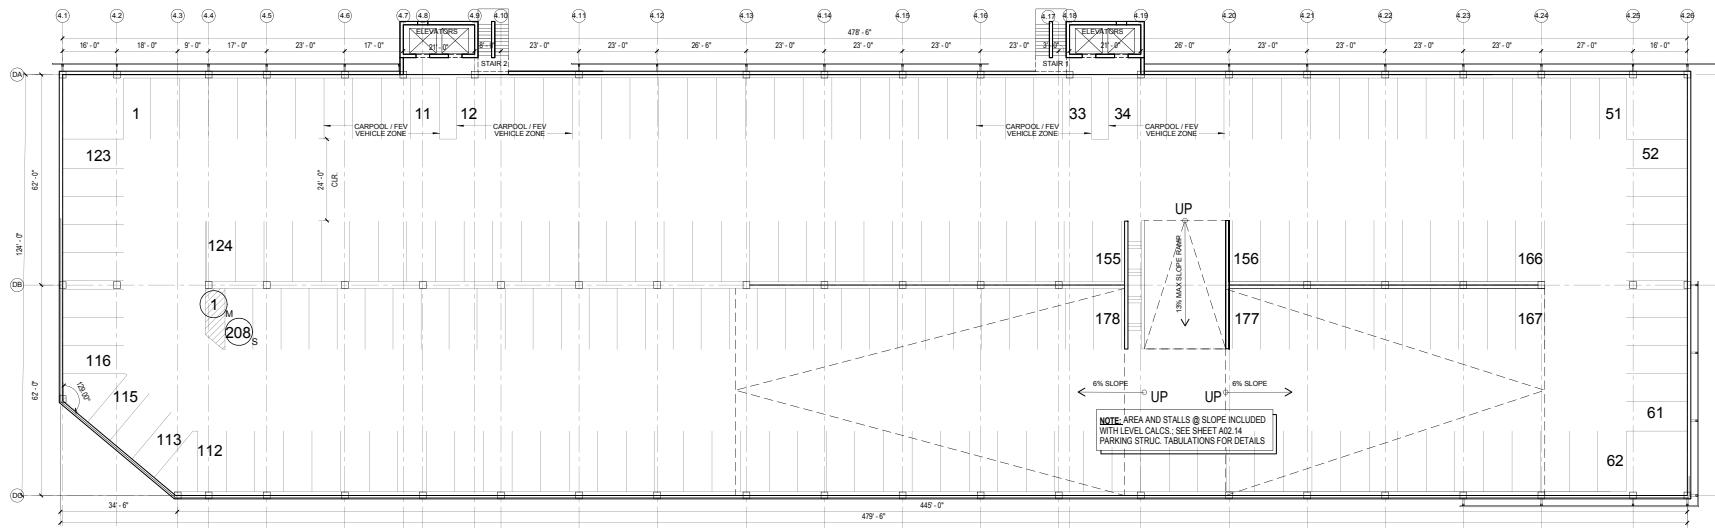 4.1 4.2 4.3 4.4 4.5 4.6 4.7 4.8 4.9 4.10 4.11 4.12 4.13 4.14 4.15 4.16 4.17 4.18 4.19 4.20 4.21 4.22 4.23 4.24 4.25 4.26
ELEVATORS ELEVATORS
478' - 6"
16' - 0" 18' - 0" 9' - 0" 17' - 0" 23' - 0" 17' - 0" 21' - 0" 8' - 0" 23' - 0" 23' - 0" 26' - 6" 23' - 0" 23' - 0" 23' - 0" 23' - 0" 3' - 0" 21' - 0" 26' - 0" 23' - 0" 23' - 0" 23' - 0" 23' - 0" 27' - 0" 16' - 0"
STAIR 2 STAIR 1
DA
1 11 12 33 34 51
CARPOOL / FEV
VEHICLE ZONE
CARPOOL / FEV
VEHICLE ZONE
CARPOOL / FEV
VEHICLE ZONE
CARPOOL / FEV
VEHICLE ZONE
123 52
62' - 0"
24' - 0"
CLR.
UP
124' - 0"
124 155 156 166
13% MAX SLOPE RAMP
DB
1
M
208
S
178 177 167
116
129.00°
115
62' - 0"
6% SLOPE 6% SLOPE
UP UP
113 112
61
NOTE: AREA AND STALLS @ SLOPE INCLUDED
WITH LEVEL CALCS.; SEE SHEET A02.14
PARKING STRUC. TABULATIONS FOR DETAILS
62
34' - 6" 445' - 0"
479' - 6"